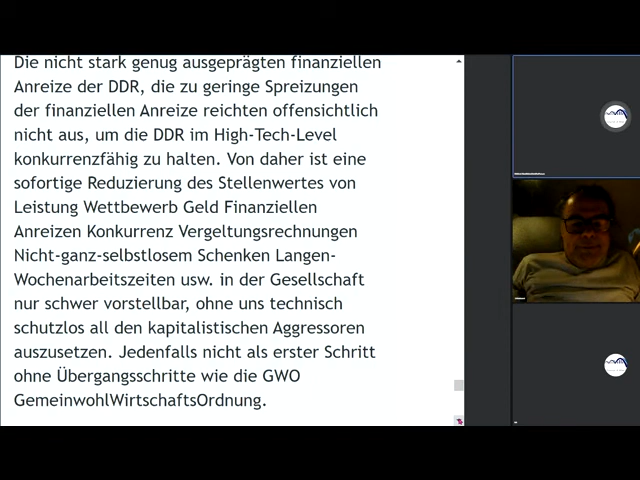 Die nicht stark genug ausgeprägten finanziellen
Anreize der DDR, die zu geringe Spreizungen
der finanziellen Anreize reichten offensichtlich
nicht aus, um die DDR im High-Tech-Level
konkurrenzfähig zu halten. Von daher ist eine
sofortige Reduzierung des Stellenwertes von
Leistung Wettbewerb Geld Finanziellen
Anreizen Konkurrenz Vergeltungsrechnungen
Nicht-ganz-selbstlosem Schenken Langen-
Wochenarbeitszeiten usw. in der Gesellschaft
nur schwer vorstellbar, ohne uns technisch
schutzlos all den kapitalistischen Aggressoren
auszusetzen. Jedenfalls nicht als erster Schritt
ohne Übergangsschritte wie die GWO
GemeinwohlWirtschaftsOrdnung.